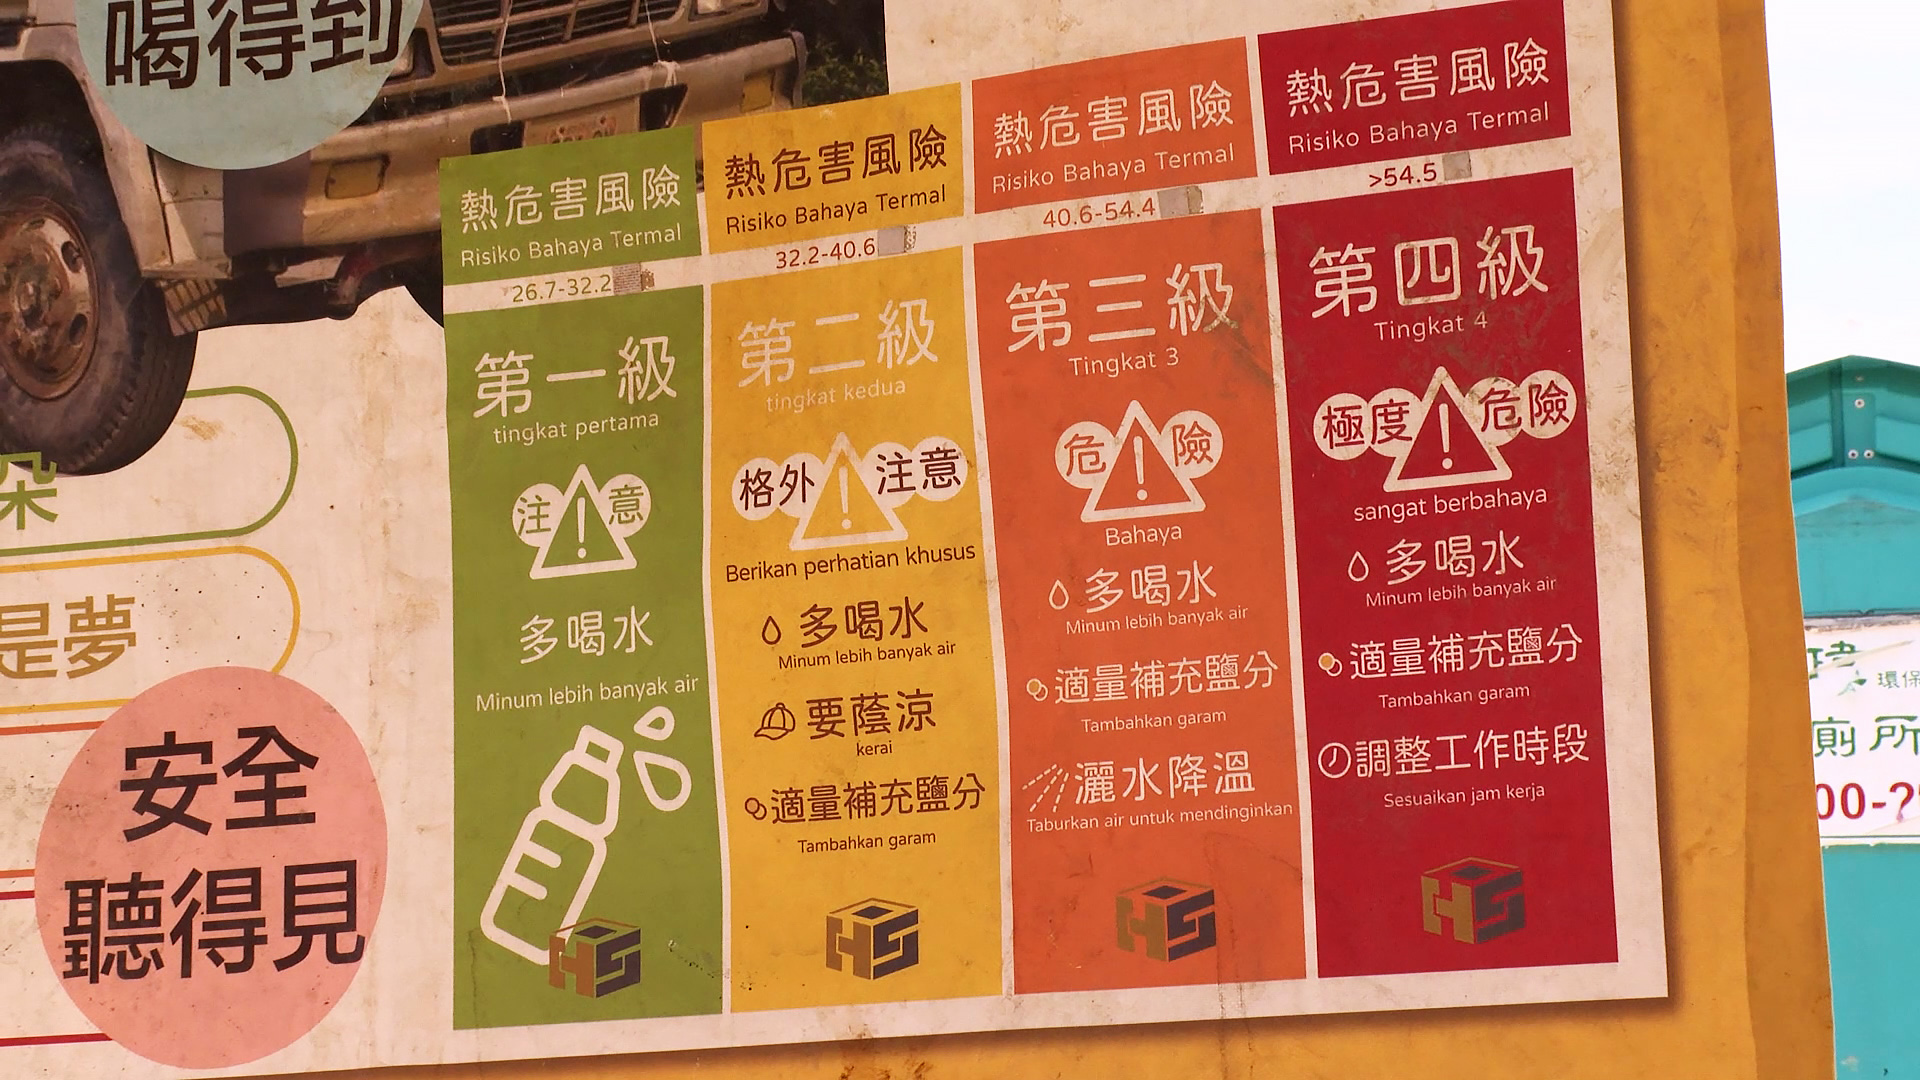 喝得到
朵
是夢
安全
聽得見
熱危害風險
Risiko Bahaya Termal
26.7-32.2
第一級
tingkat pertama
注意
多喝水
Minum lebih banyak air
HS
熱危害風險
Risiko Bahaya Termal
32.2-40.6
第二級
tingkat kedua
格外注意
Berikan perhatian khusus
多喝水
Minum lebih banyak air
要蔭涼
kerai
適量補充鹽分
Tambahkan garam
HS
熱危害風險
Risiko Bahaya Termal
40.6-54.4
第三級
Tingkat 3
危險
Bahaya
多喝水
Minum lebih banyak air
適量補充鹽分
Tambahkan garam
灑水降溫
Taburkan air untuk mendinginkan
HS
熱危害風險
Risiko Bahaya Termal
>54.5
第四級
Tingkat 4
極度危險
sangat berbahaya
多喝水
Minum lebih banyak air
適量補充鹽分
Tambahkan garam
調整工作時段
Sesuaikan jam kerja
HS
環保
廁所